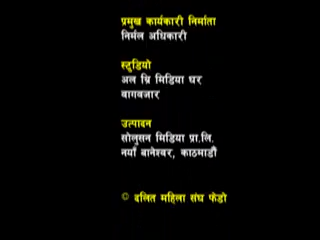 प्रमुख कार्यकारी निर्माता
निर्मल अधिकारी
स्टुडियो
अल थ्रि मिडिया घर
बागबजार
उत्पादन
सोलुसन मिडिया प्रा.लि.
नयाँ बानेश्वर, काठमाडौं
© दलित महिला संघ फेडो